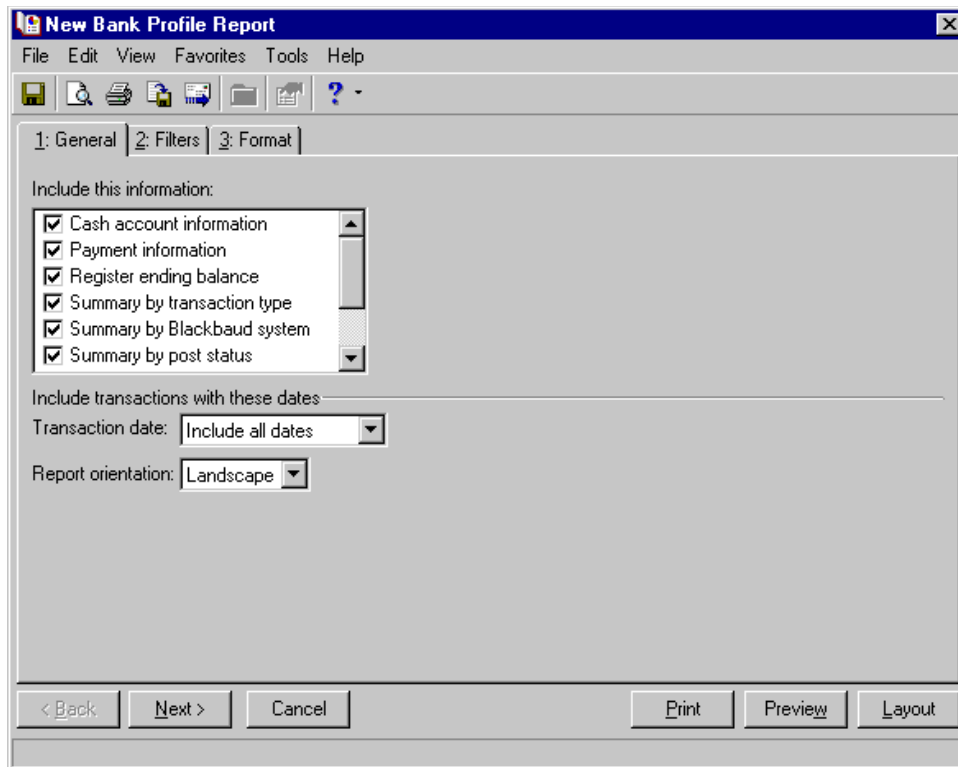 New Bank Profile Report
File Edit View Favorites Tools Help
?
1: General 2: Filters 3: Format
Include this information:
Cash account information
Payment information
Register ending balance
Summary by transaction type
Summary by Blackbaud system
Summary by post status
Include transactions with these dates
Transaction date: Include all dates
Report orientation: Landscape
< Back Next > Cancel Print Preview Layout